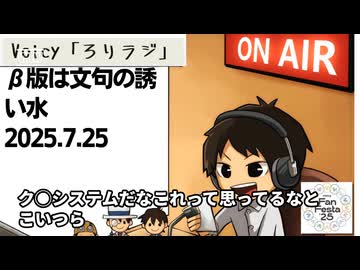 Voicy「ろりラジ」
β版は文句の誘
い水
2025.7.25
ON AIR
ク〇システムだなこれって思ってるなと
こいつら
Fan
Festa
'25